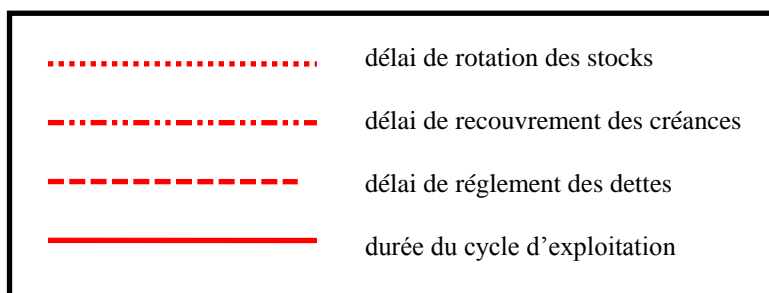 délai de rotation des stocks
délai de recouvrement des créances
délai de réglement des dettes
durée du cycle d’exploitation